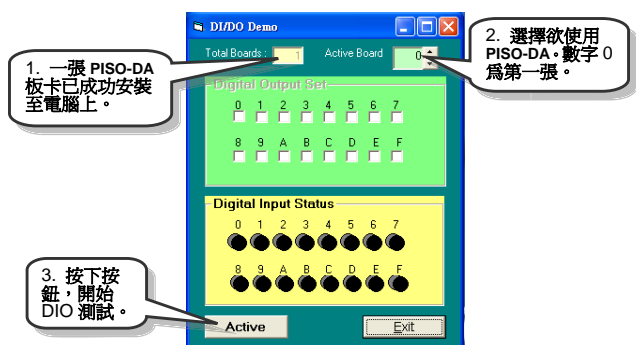 DI/DO Demo
Total Boards : 1 Active Board 0
Digital Output Set
0 1 2 3 4 5 6 7
8 9 A B C D E F
Digital Input Status
0 1 2 3 4 5 6 7
8 9 A B C D E F
Active Exit
1. 一張 PISO-DA
板卡已成功安裝
至電腦上。
2. 選擇欲使用
PISO-DA。數字 0
為第一張。
3. 按下按
鈕，開始
DIO 測試。